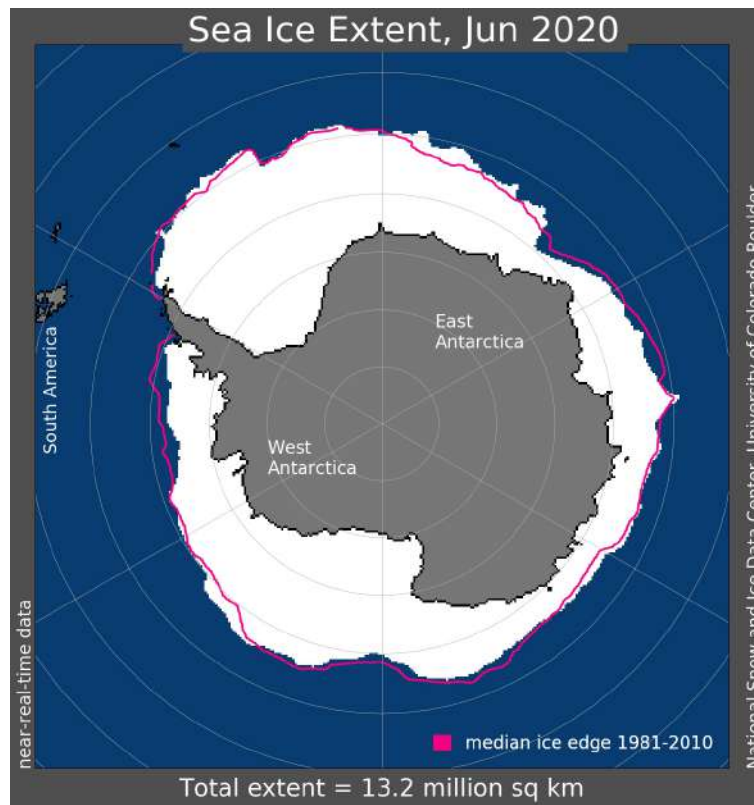 Sea Ice Extent, Jun 2020
East
Antarctica
West
Antarctica
South America
near-real-time data
National Snow and Ice Data Center, University of Colorado Boulder
median ice edge 1981-2010
Total extent = 13.2 million sq km